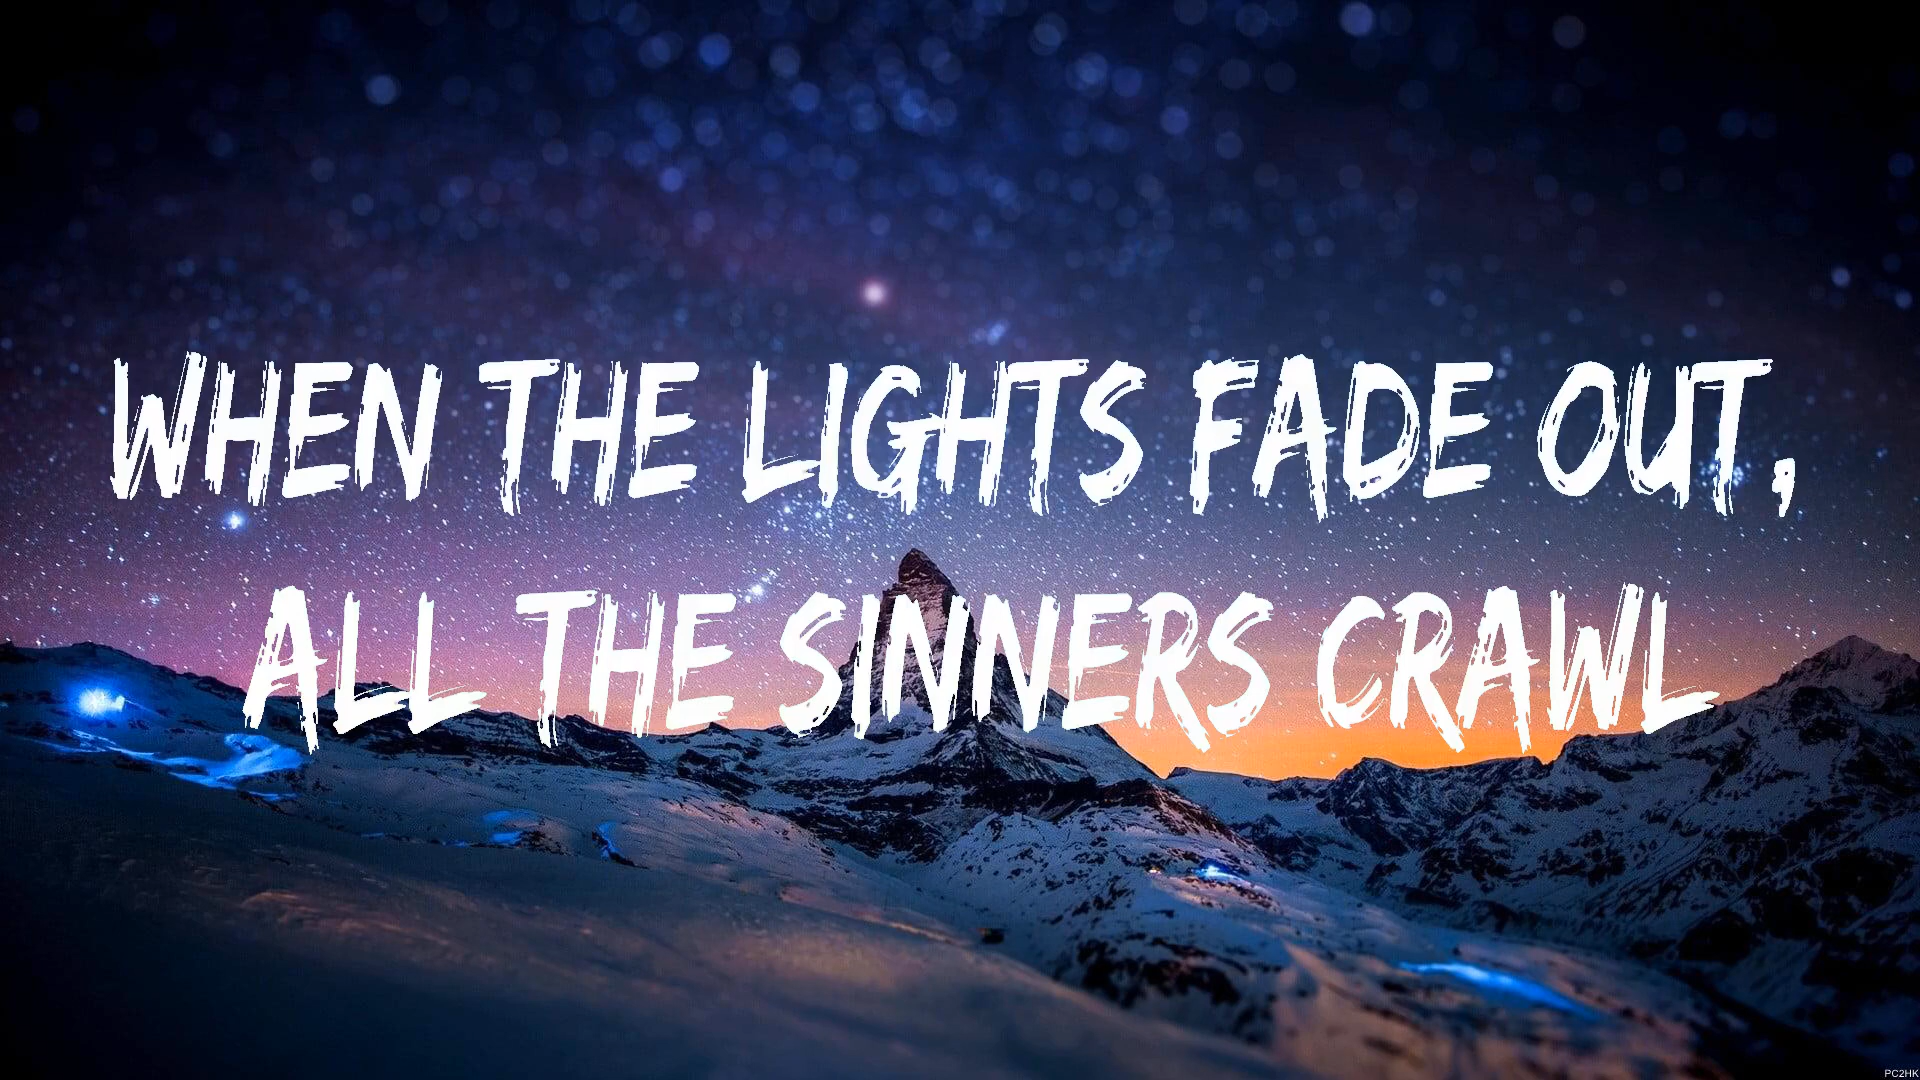 WHEN THE LIGHTS FADE OUT,
ALL THE SINNERS CRAWL
PC2HK